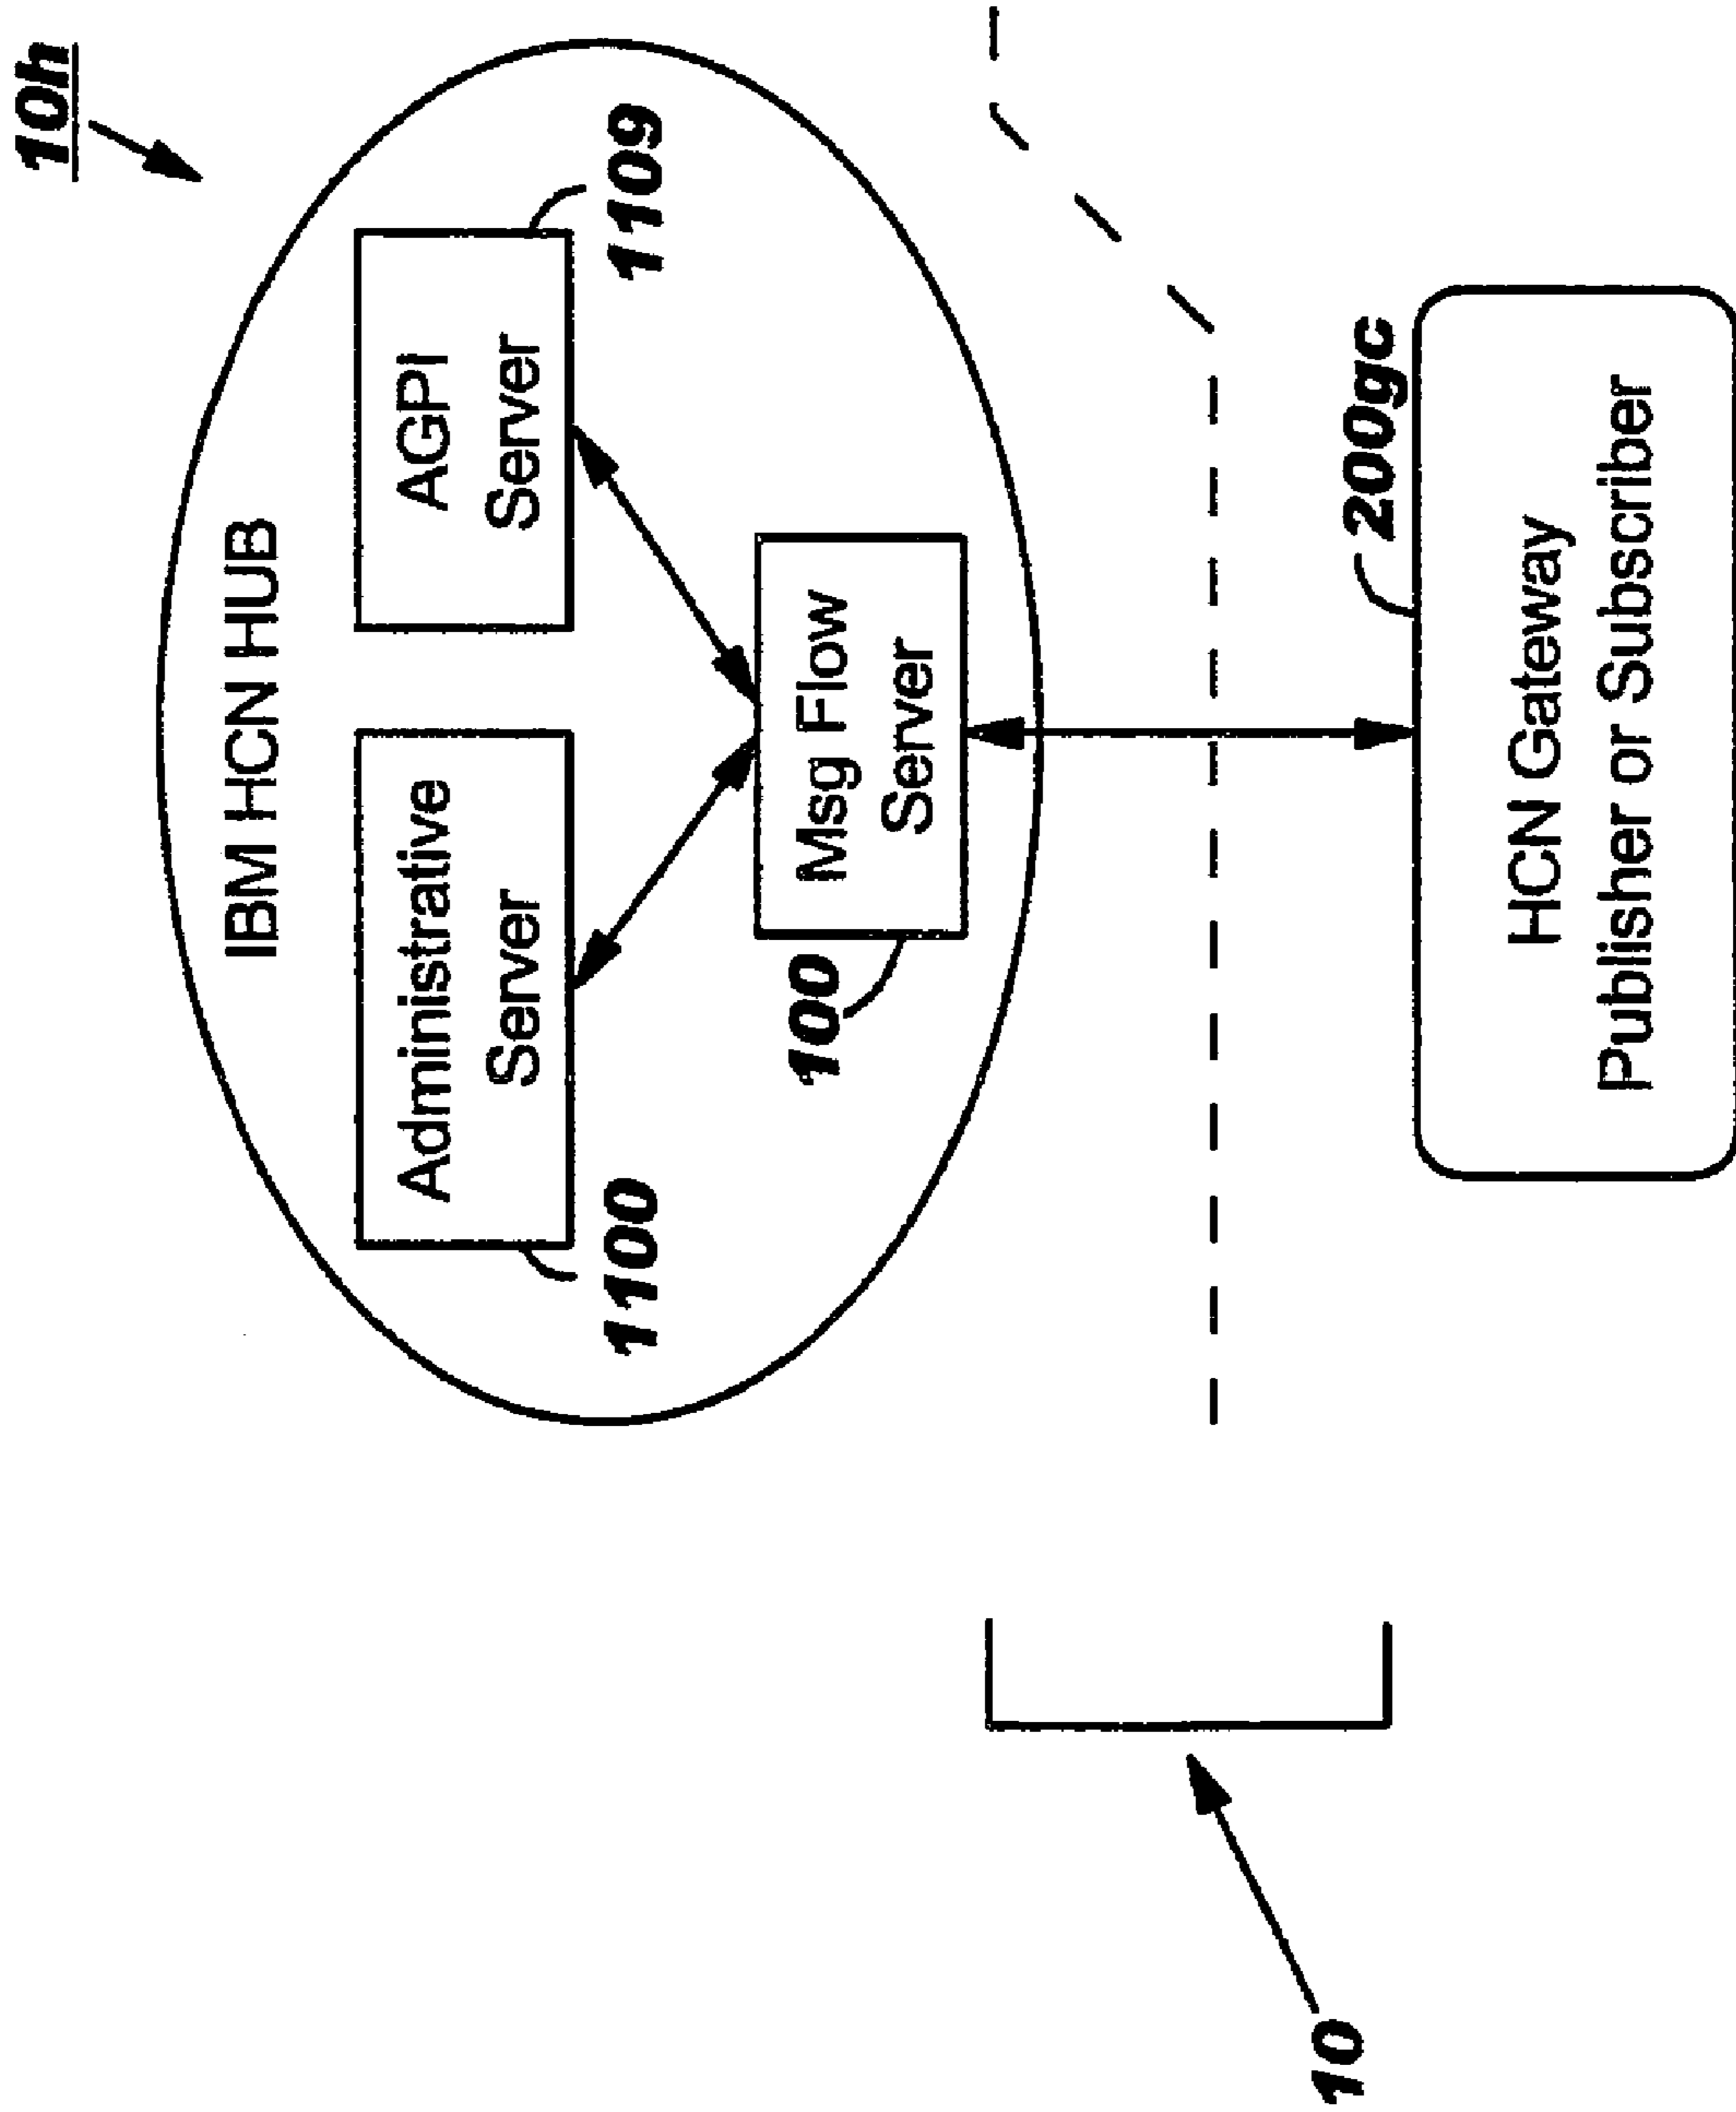 10h
IBM HCN HUB
Administrative
Server
AGPI
Server
1100
1109
Msg Flow
Server
100
200gc
HCN Gateway
Publisher or Subscriber
10